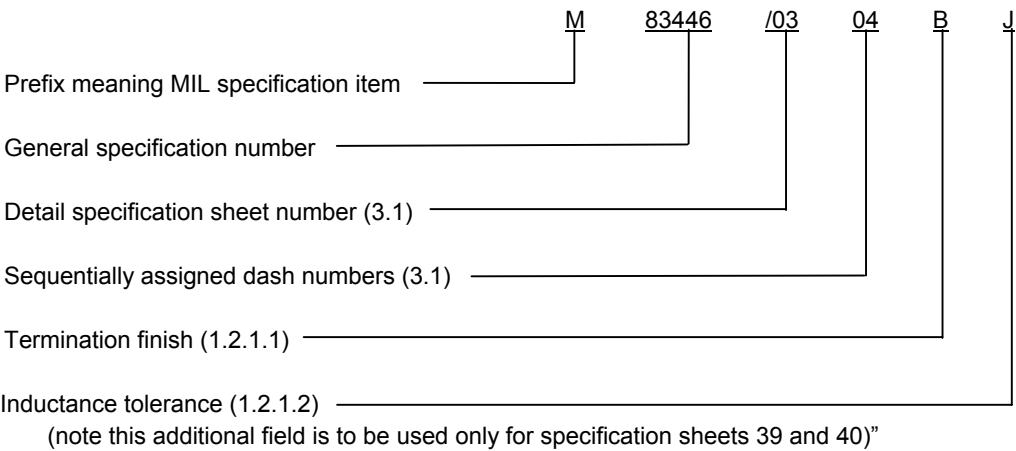 M 83446 /03 04 B J
Prefix meaning MIL specification item
General specification number
Detail specification sheet number (3.1)
Sequentially assigned dash numbers (3.1)
Termination finish (1.2.1.1)
Inductance tolerance (1.2.1.2)
(note this additional field is to be used only for specification sheets 39 and 40)”